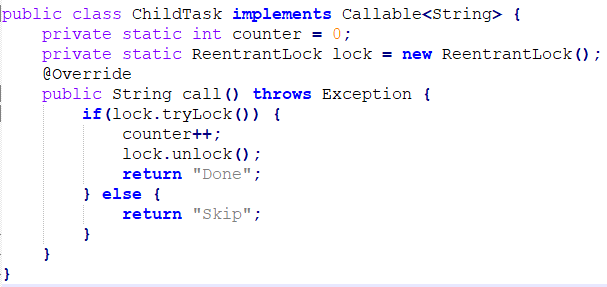 public class ChildTask implements Callable<String> {
    private static int counter = 0;
    private static ReentrantLock lock = new ReentrantLock();
    @Override
    public String call() throws Exception {
        if(lock.tryLock()) {
            counter++;
            lock.unlock();
            return "Done";
        } else {
            return "Skip";
        }
    }
}